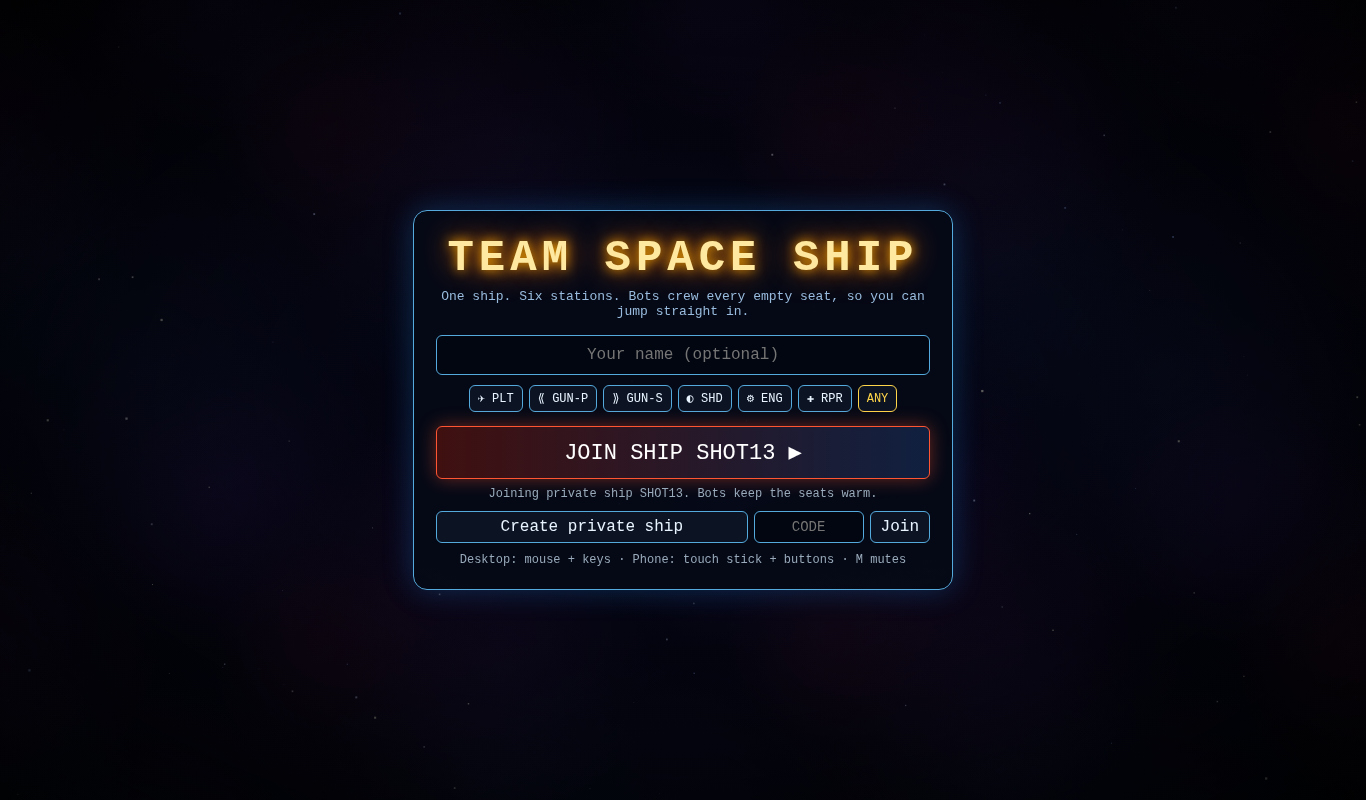 TEAM SPACE SHIP
One ship. Six stations. Bots crew every empty seat, so you can
jump straight in.
Your name (optional)
✈ PLT ⟪ GUN-P ⟫ GUN-S ◐ SHD ⚙ ENG ✚ RPR ANY
JOIN SHIP SHOT13 ▶
Joining private ship SHOT13. Bots keep the seats warm.
Create private ship CODE Join
Desktop: mouse + keys · Phone: touch stick + buttons · M mutes